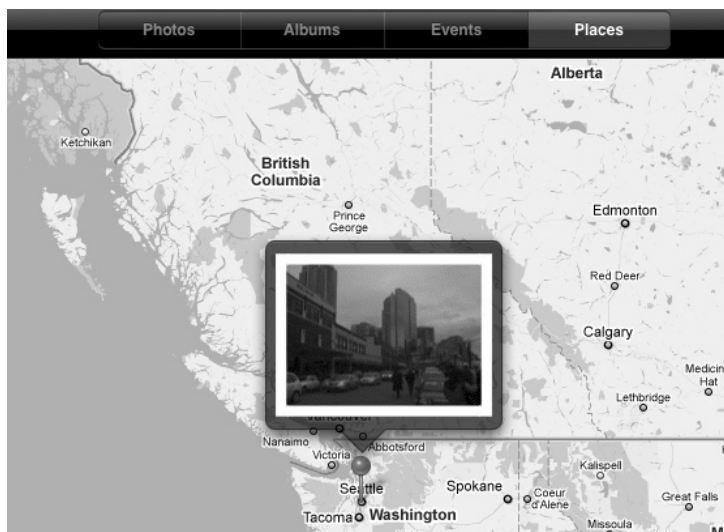 Photos Albums Events Places
Alberta
Ketchikan
British
Columbia
Prince
George
Edmonton
Red Deer
Calgary
Medicin
Hat
Lethbridge
Vancouver
Nanaimo
Abbotsford
Victoria
Kalispell
Seattle
Spokane
Coeur
d'Alene
Great Falls
Tacoma
Washington
Missoula
M